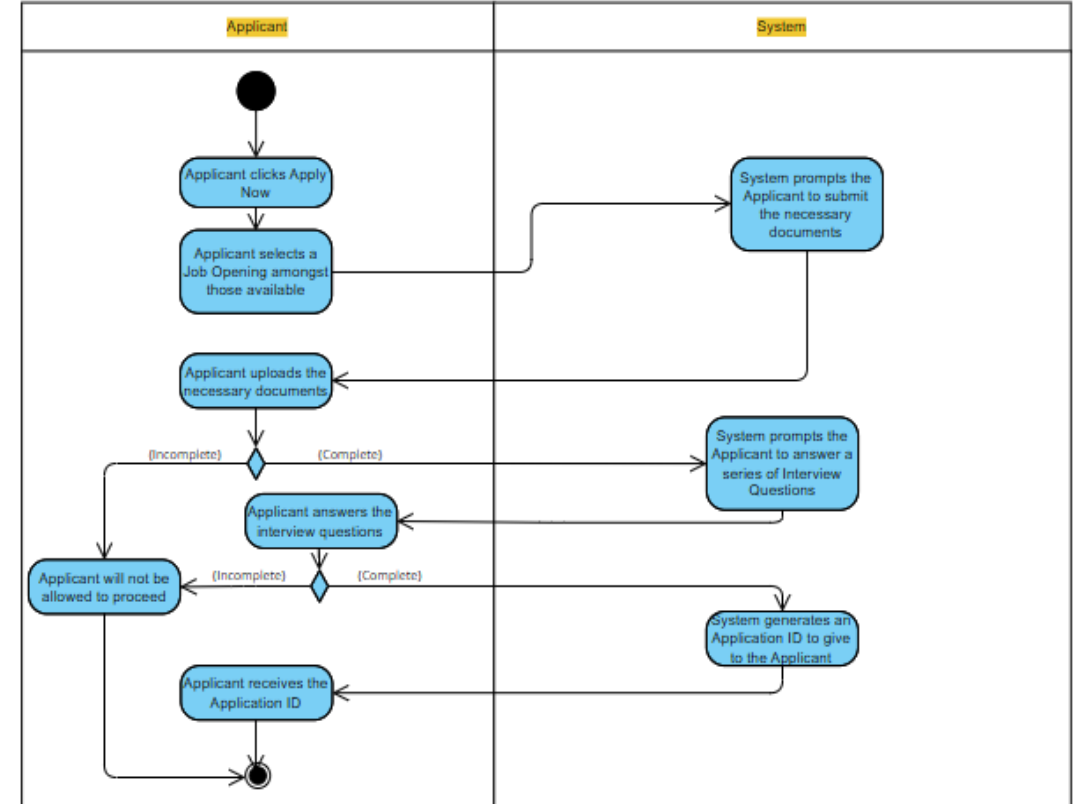 Applicant
System
Applicant clicks Apply
Now
System prompts the
Applicant to submit
the necessary
documents
Applicant selects a
Job Opening amongst
those available
Applicant uploads the
necessary documents
System prompts the
Applicant to answer a
series of Interview
Questions
{Incomplete}
{Complete}
Applicant answers the
interview questions
{Incomplete}
{Complete}
Applicant will not be
allowed to proceed
System generates an
Application ID to give
to the Applicant
Applicant receives the
Application ID